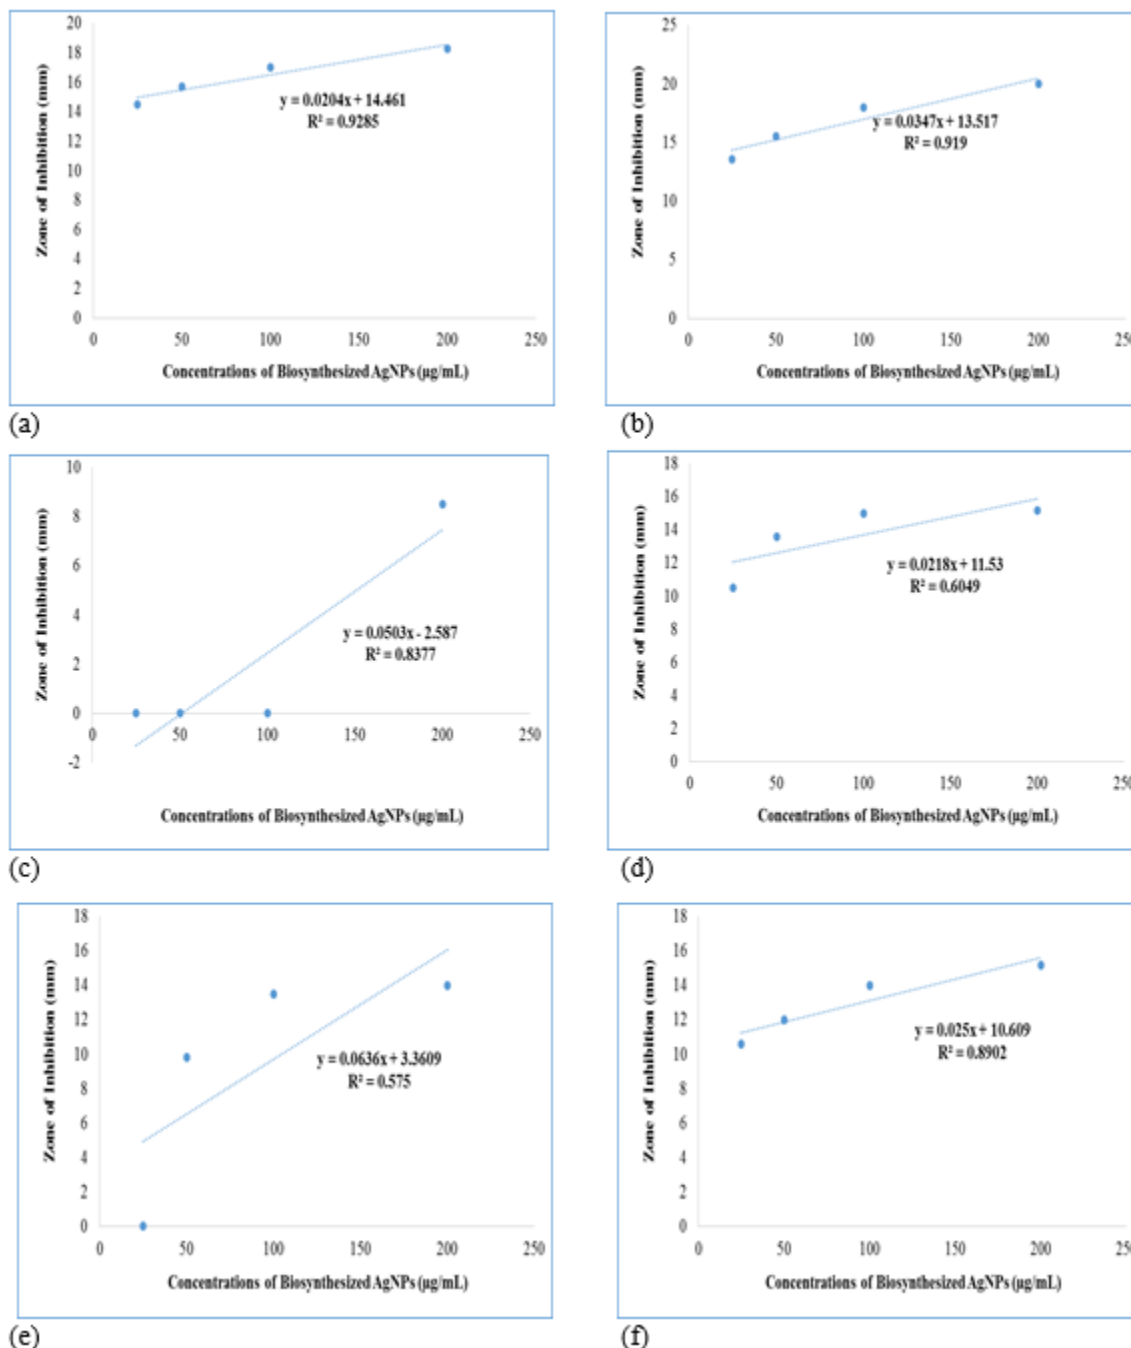 20
18
16
14
12
10
8
6
4
2
0
Zone of Inhibition (mm)
y = 0.0204x + 14.461
R² = 0.9285
0 50 100 150 200 250
Concentrations of Biosynthesized AgNPs (µg/mL)
(a)
25
20
15
10
5
0
Zone of Inhibition (mm)
y = 0.0347x + 13.517
R² = 0.919
0 50 100 150 200 250
Concentrations of Biosynthesized AgNPs (µg/mL)
(b)
10
8
6
4
2
0
-2
Zone of Inhibition (mm)
y = 0.0503x - 2.587
R² = 0.8377
0 50 100 150 200 250
Concentrations of Biosynthesized AgNPs (µg/mL)
(c)
18
16
14
12
10
8
6
4
2
0
Zone of Inhibition (mm)
y = 0.0218x + 11.53
R² = 0.6049
0 50 100 150 200 250
Concentrations of Biosynthesized AgNPs (µg/mL)
(d)
18
16
14
12
10
8
6
4
2
0
Zone of Inhibition (mm)
y = 0.0636x + 3.3609
R² = 0.575
0 50 100 150 200 250
Concentrations of Biosynthesized AgNPs (µg/mL)
(e)
18
16
14
12
10
8
6
4
2
0
Zone of Inhibition (mm)
y = 0.025x + 10.609
R² = 0.8902
0 50 100 150 200 250
Concentrations of Biosynthesized AgNPs (µg/mL)
(f)